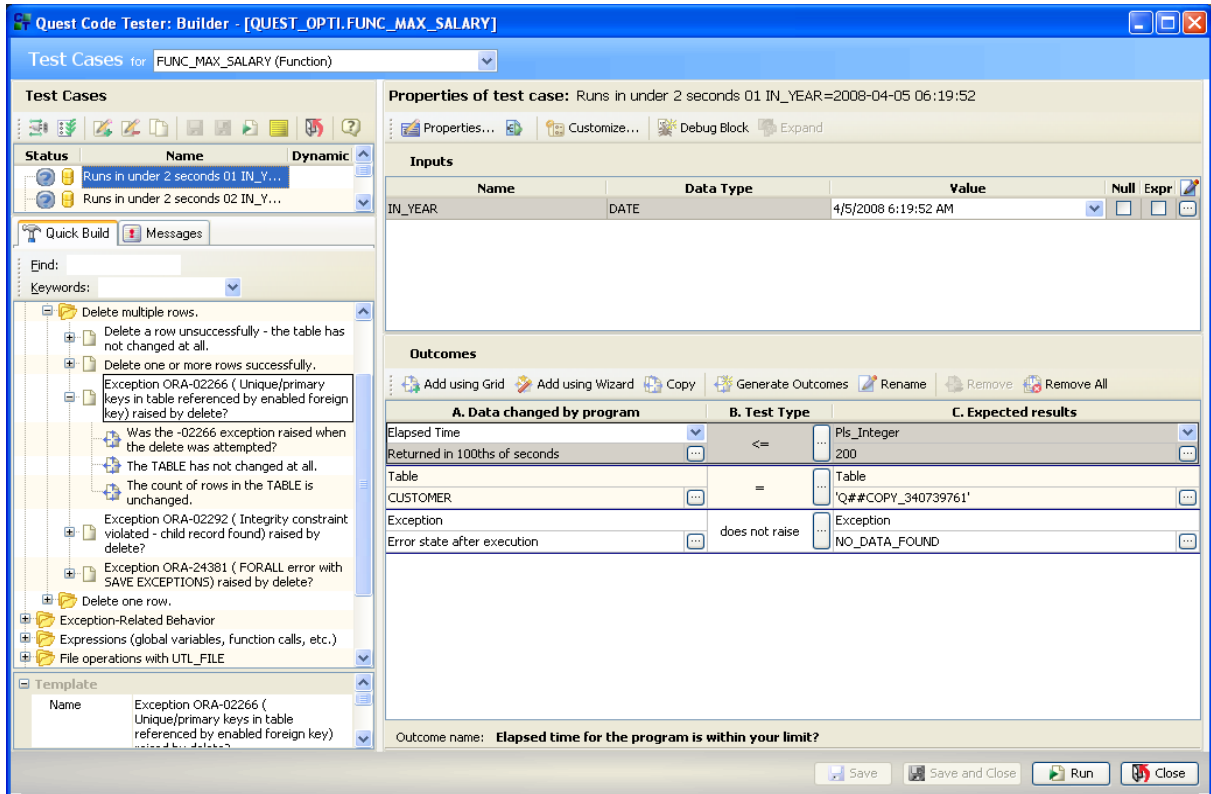 Quest Code Tester: Builder - [QUEST_OPTI.FUNC_MAX_SALARY]
Test Cases for FUNC_MAX_SALARY (Function)
Test Cases
Status Name Dynamic
Runs in under 2 seconds 01 IN_Y...
Runs in under 2 seconds 02 IN_Y...
Quick Build Messages
Find:
Keywords:
Delete multiple rows.
Delete a row unsuccessfully - the table has
not changed at all.
Delete one or more rows successfully.
Exception ORA-02266 ( Unique/primary
keys in table referenced by enabled foreign
key) raised by delete?
Was the -02266 exception raised when
the delete was attempted?
The TABLE has not changed at all.
The count of rows in the TABLE is
unchanged.
Exception ORA-02292 ( Integrity constraint
violated - child record found) raised by
delete?
Exception ORA-24381 ( FORALL error with
SAVE EXCEPTIONS) raised by delete?
Delete one row.
Exception-Related Behavior
Expressions (global variables, function calls, etc.)
File operations with UTL_FILE
Template
Name Exception ORA-02266 (
Unique/primary keys in table
referenced by enabled foreign key)
raised by delete?
Properties of test case: Runs in under 2 seconds 01 IN_YEAR=2008-04-05 06:19:52
Properties... Customize... Debug Block Expand
Inputs
Name Data Type Value Null Expr
IN_YEAR DATE 4/5/2008 6:19:52 AM
Outcomes
Add using Grid Add using Wizard Copy Generate Outcomes Rename Remove Remove All
A. Data changed by program B. Test Type C. Expected results
Elapsed Time <= Pls_Integer
Returned in 100ths of seconds ... 200
Table = Table
CUSTOMER 'Q##COPY_340739761'
Exception does not raise Exception
Error state after execution NO_DATA_FOUND
Outcome name: Elapsed time for the program is within your limit?
Save Save and Close Run Close